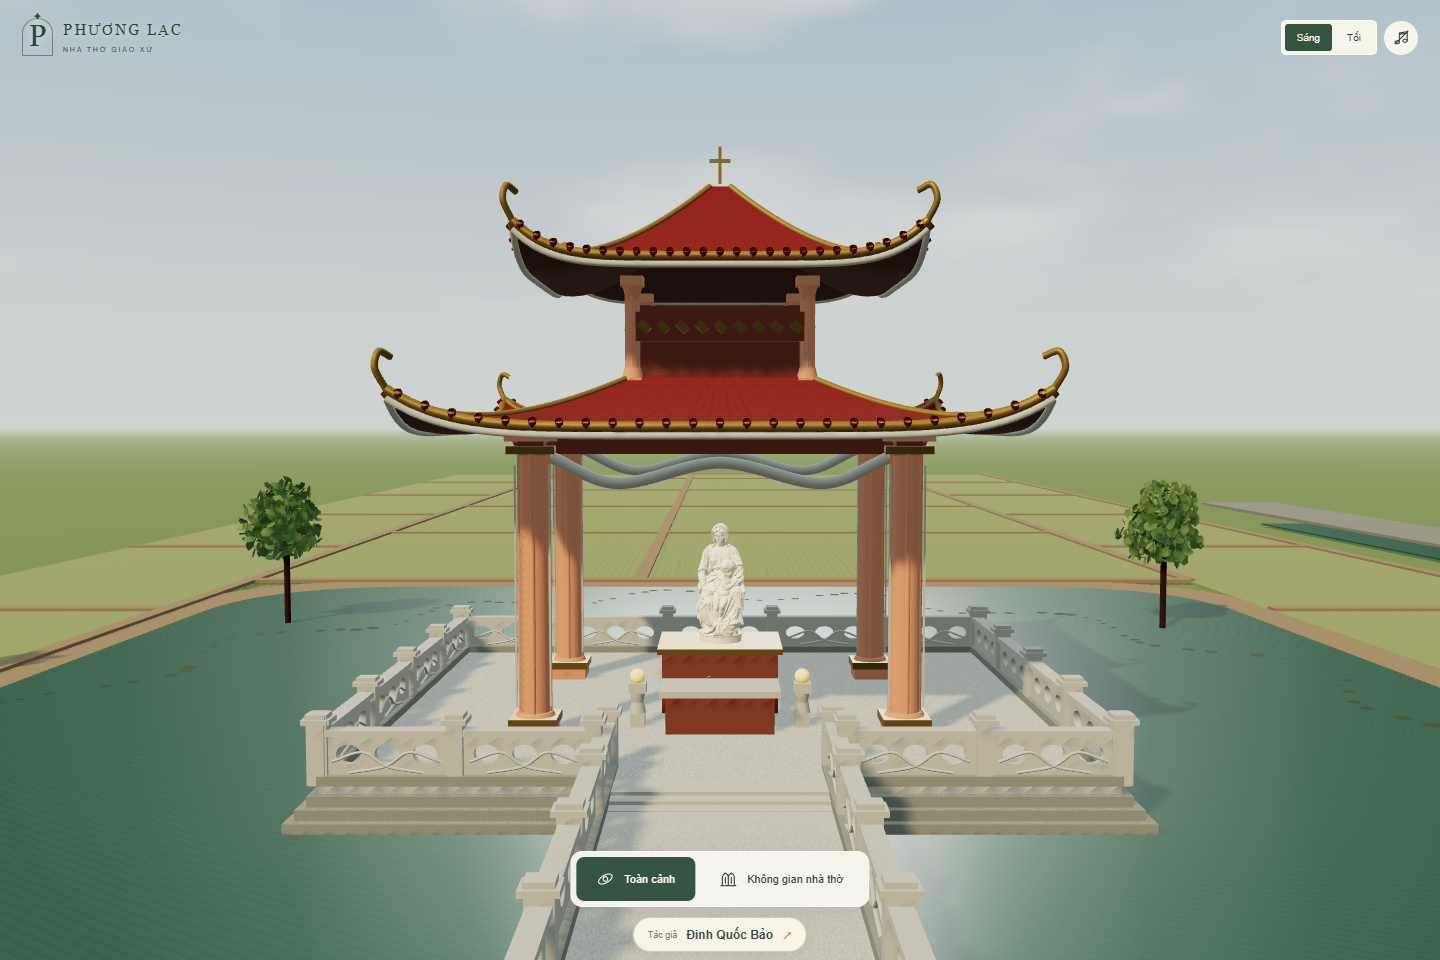 P
PHƯƠNG LẠC
NHÀ THỜ GIÁO XỨ
Sáng
Tối
Toàn cảnh
Không gian nhà thờ
Tác giả Đinh Quốc Bảo ↗